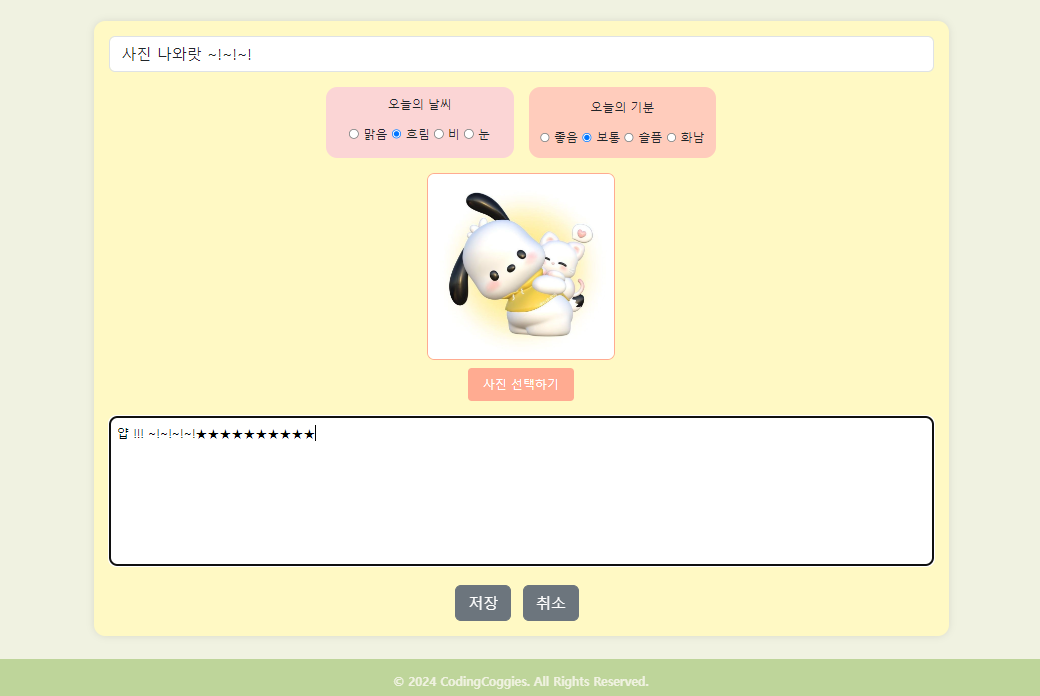 사진 나와랏 ~!~!~!
오늘의 날씨
맑음 흐림 비 눈
오늘의 기분
좋음 보통 슬픔 화남
사진 선택하기
얍 !!! ~!~!~!~!★★★★★★★★★★
저장 취소
© 2024 CodingCoggies. All Rights Reserved.